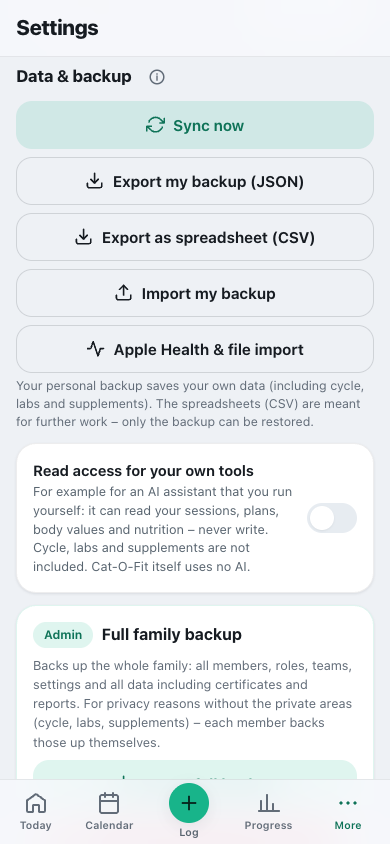 Settings
Data & backup
Sync now
Export my backup (JSON)
Export as spreadsheet (CSV)
Import my backup
Apple Health & file import
Your personal backup saves your own data (including cycle,
labs and supplements). The spreadsheets (CSV) are meant
for further work – only the backup can be restored.
Read access for your own tools
For example for an AI assistant that you run
yourself: it can read your sessions, plans,
body values and nutrition – never write.
Cycle, labs and supplements are not
included. Cat-O-Fit itself uses no AI.
Admin Full family backup
Backs up the whole family: all members, roles, teams,
settings and all data including certificates and
reports. For privacy reasons without the private areas
(cycle, labs, supplements) – each member backs
those up themselves.
Today Calendar Log Progress More